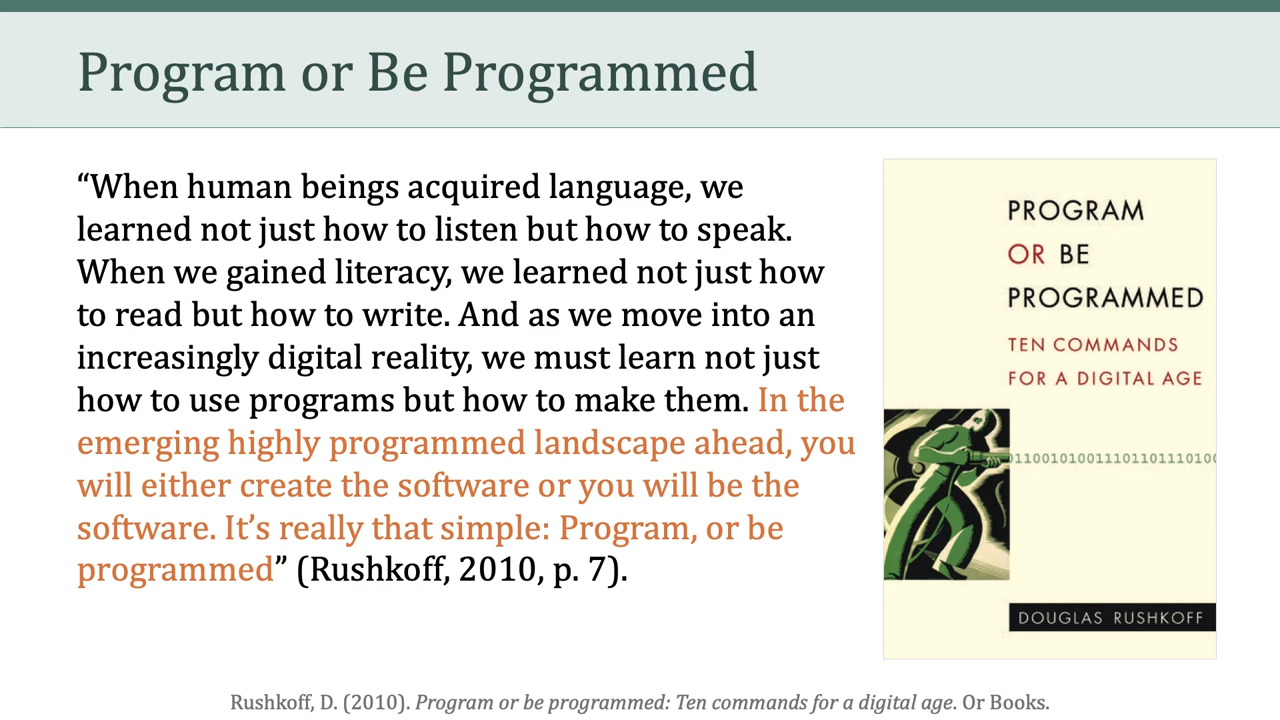 Program or Be Programmed
“When human beings acquired language, we
learned not just how to listen but how to speak.
When we gained literacy, we learned not just how
to read but how to write. And as we move into an
increasingly digital reality, we must learn not just
how to use programs but how to make them. In the
emerging highly programmed landscape ahead, you
will either create the software or you will be the
software. It’s really that simple: Program, or be
programmed” (Rushkoff, 2010, p. 7).
PROGRAM
OR BE
PROGRAMMED
TEN COMMANDS
FOR A DIGITAL AGE
01100101001110110111010
DOUGLAS RUSHKOFF
Rushkoff, D. (2010). Program or be programmed: Ten commands for a digital age. Or Books.